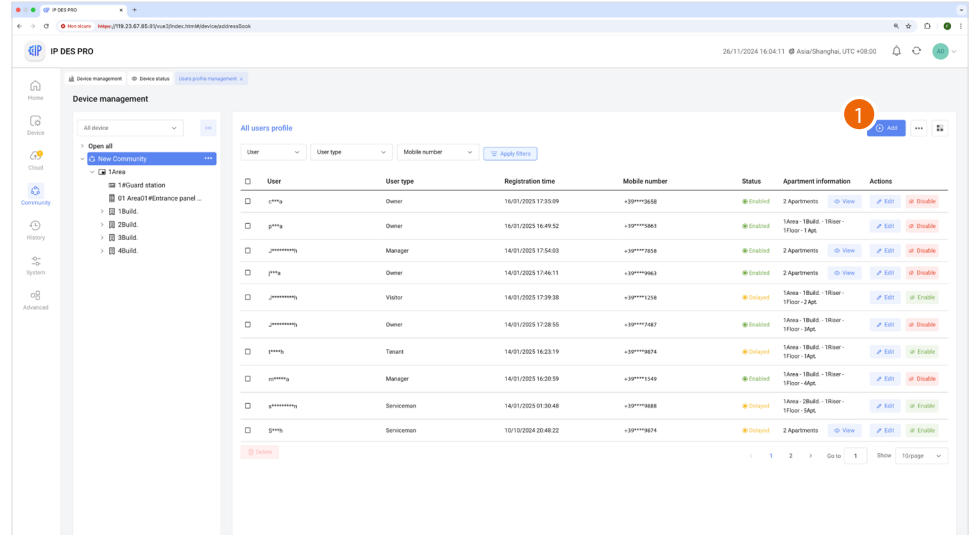 IP DES PRO
Non sicuro https://119.23.67.85:81/vue3/index.html#/device/addressBook
IP IP DES PRO
26/11/2024 16:04:11 Asia/Shanghai, UTC +08:00
AD
Home
Device
Cloud
Community
History
System
Advanced
Device management Device status Users profile management x
Device management
All device
Open all
New Community
1Area
1#Guard station
01 Area01#Entrance panel ...
1Build.
2Build.
3Build.
4Build.
All users profile
1
Add
User User type Mobile number Apply filters
User User type Registration time Mobile number Status Apartment information Actions
c***a Owner 16/01/2025 17:35:09 +39****3658 Enabled 2 Apartments View Edit Disable
p***a Owner 16/01/2025 16:49:52 +39****5863 Enabled 1Area - 1Build. - 1Riser - Edit Disable
1Floor - 1 Apt.
J*********h Manager 14/01/2025 17:54:03 +39****7858 Enabled 2 Apartments View Edit Disable
j***a Owner 14/01/2025 17:46:11 +39****9963 Enabled 2 Apartments View Edit Disable
J*********h Visitor 14/01/2025 17:39:38 +39****1258 Delayed 1Area - 1Build. - 1Riser - Edit Enable
1Floor - 2 Apt.
J*********h Owner 14/01/2025 17:28:55 +39****7487 Enabled 1Area - 1Build. - 1Riser - Edit Disable
1Floor - 3Apt.
t****h Tenant 14/01/2025 16:23:19 +39****9874 Delayed 1Area - 1Build. - 1Riser - Edit Enable
1Floor - 1Apt.
m*****a Manager 14/01/2025 16:20:59 +39****1549 Enabled 1Area - 1Build. - 1Riser - Edit Disable
1Floor - 4Apt.
s*********n Serviceman 14/01/2025 01:30:48 +39****9888 Delayed 1Area - 2Build. - 1Riser - Edit Enable
1Floor - 5Apt.
S***h Serviceman 10/10/2024 20:48:22 +39****9874 Delayed 2 Apartments View Edit Enable
Delete
1 2 Go to 1 Show 10/page